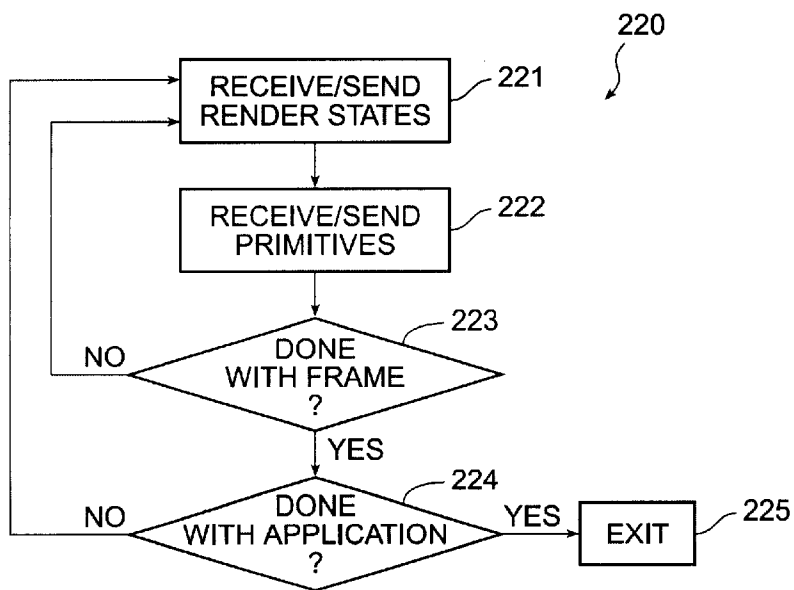 220
RECEIVE/SEND
RENDER STATES
221
RECEIVE/SEND
PRIMITIVES
222
223
DONE
WITH FRAME
?
NO
YES
224
DONE
WITH APPLICATION
?
NO
YES
EXIT
225